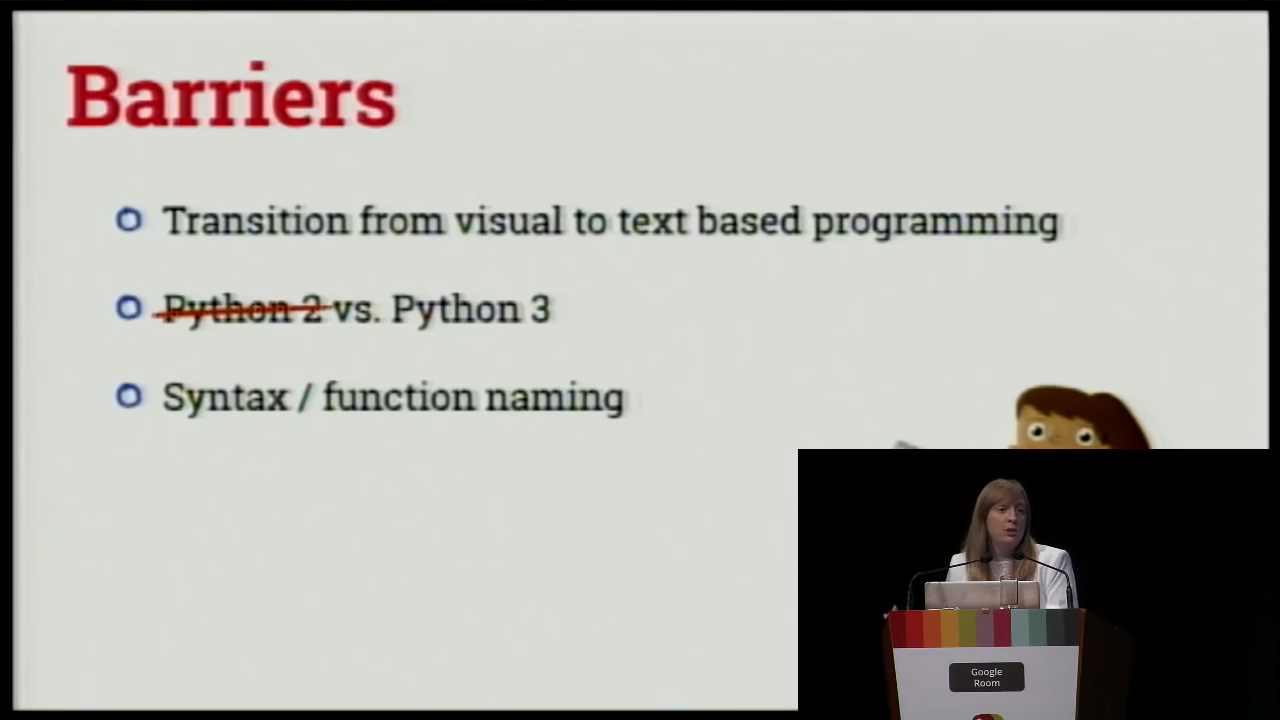 Barriers
Transition from visual to text based programming
Python 2 vs. Python 3
Syntax / function naming
Google
Room